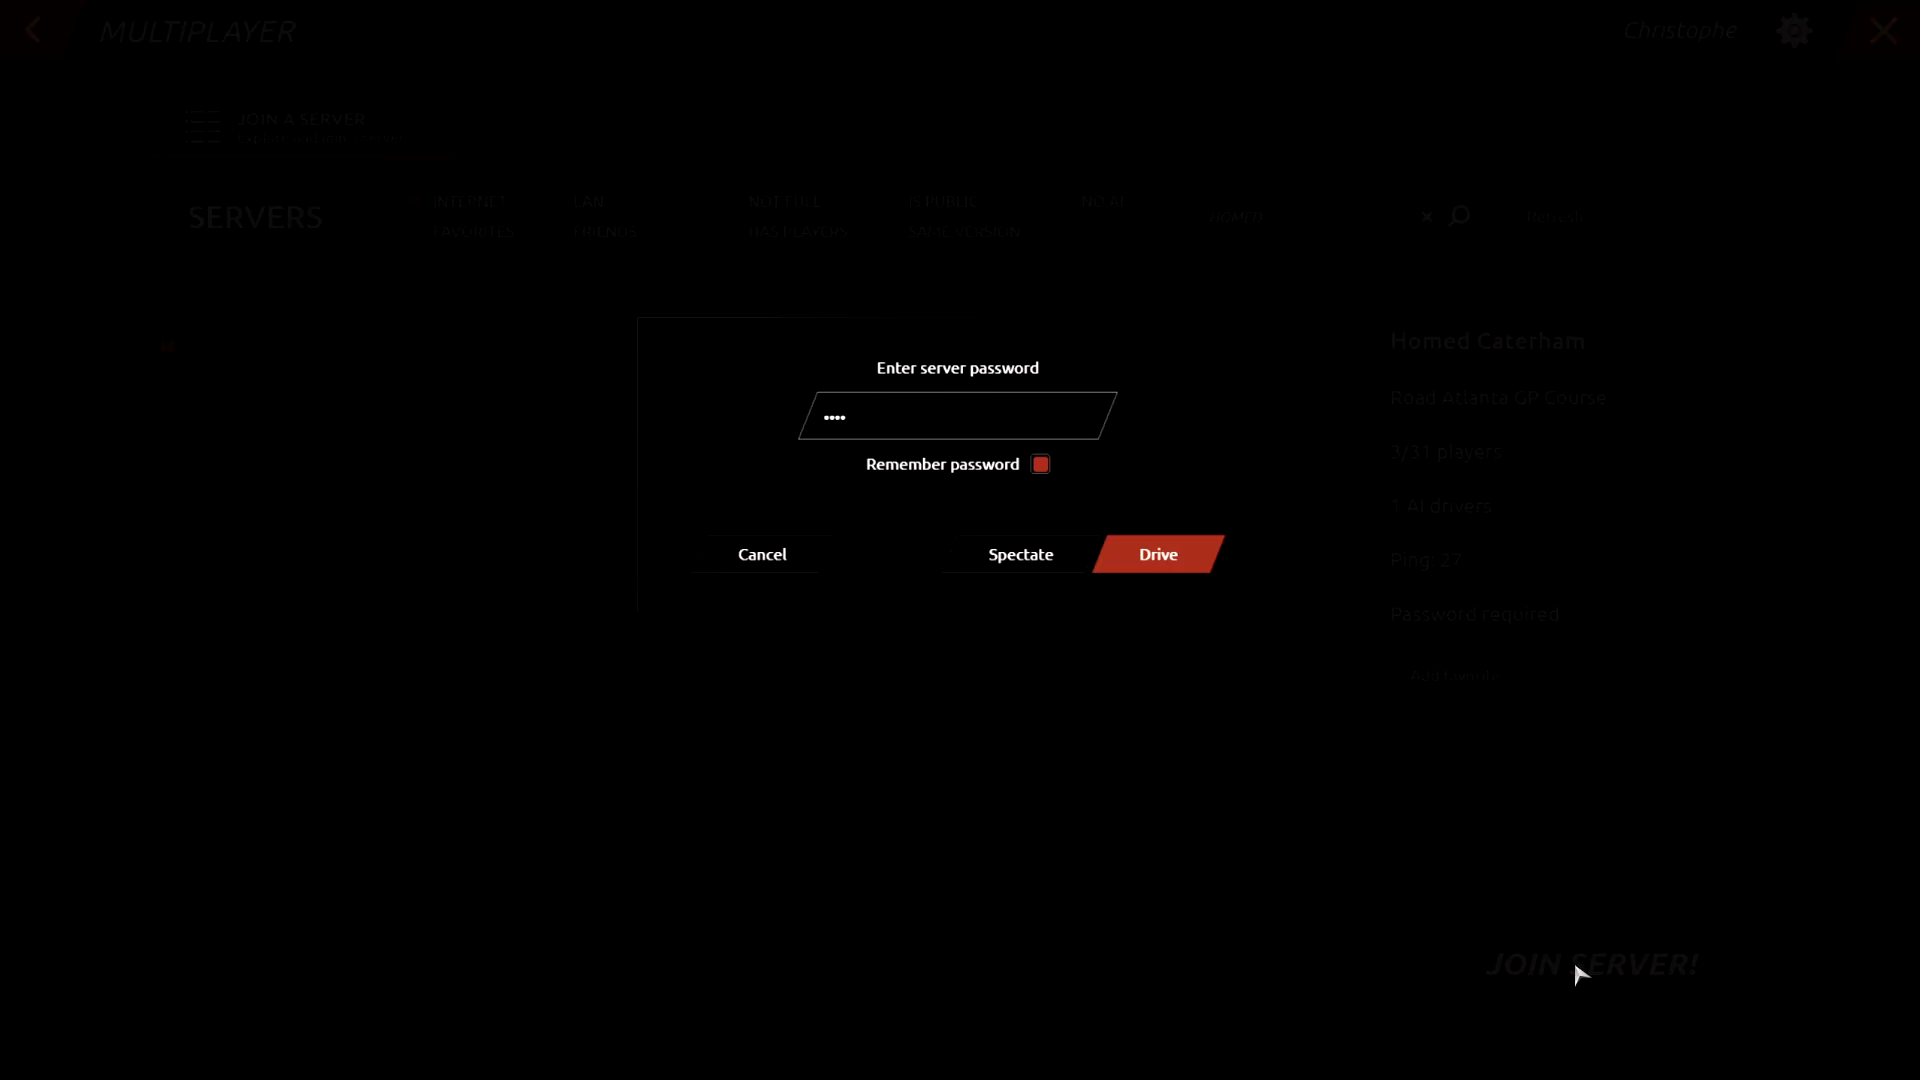 MULTIPLAYER
Christophe
JOIN A SERVER
SERVERS
INTERNET
LAN
NOT FULL
IS PUBLIC
NO AI
FAVORITES
FRIENDS
HAS PLAYERS
SAME VERSION
HOMED
Refresh
Enter server password
••••
Remember password
Cancel
Spectate
Drive
Homed Caterham
Road Atlanta GP Course
3/31 players
1 AI drivers
Ping: 27
Password required
JOIN SERVER!